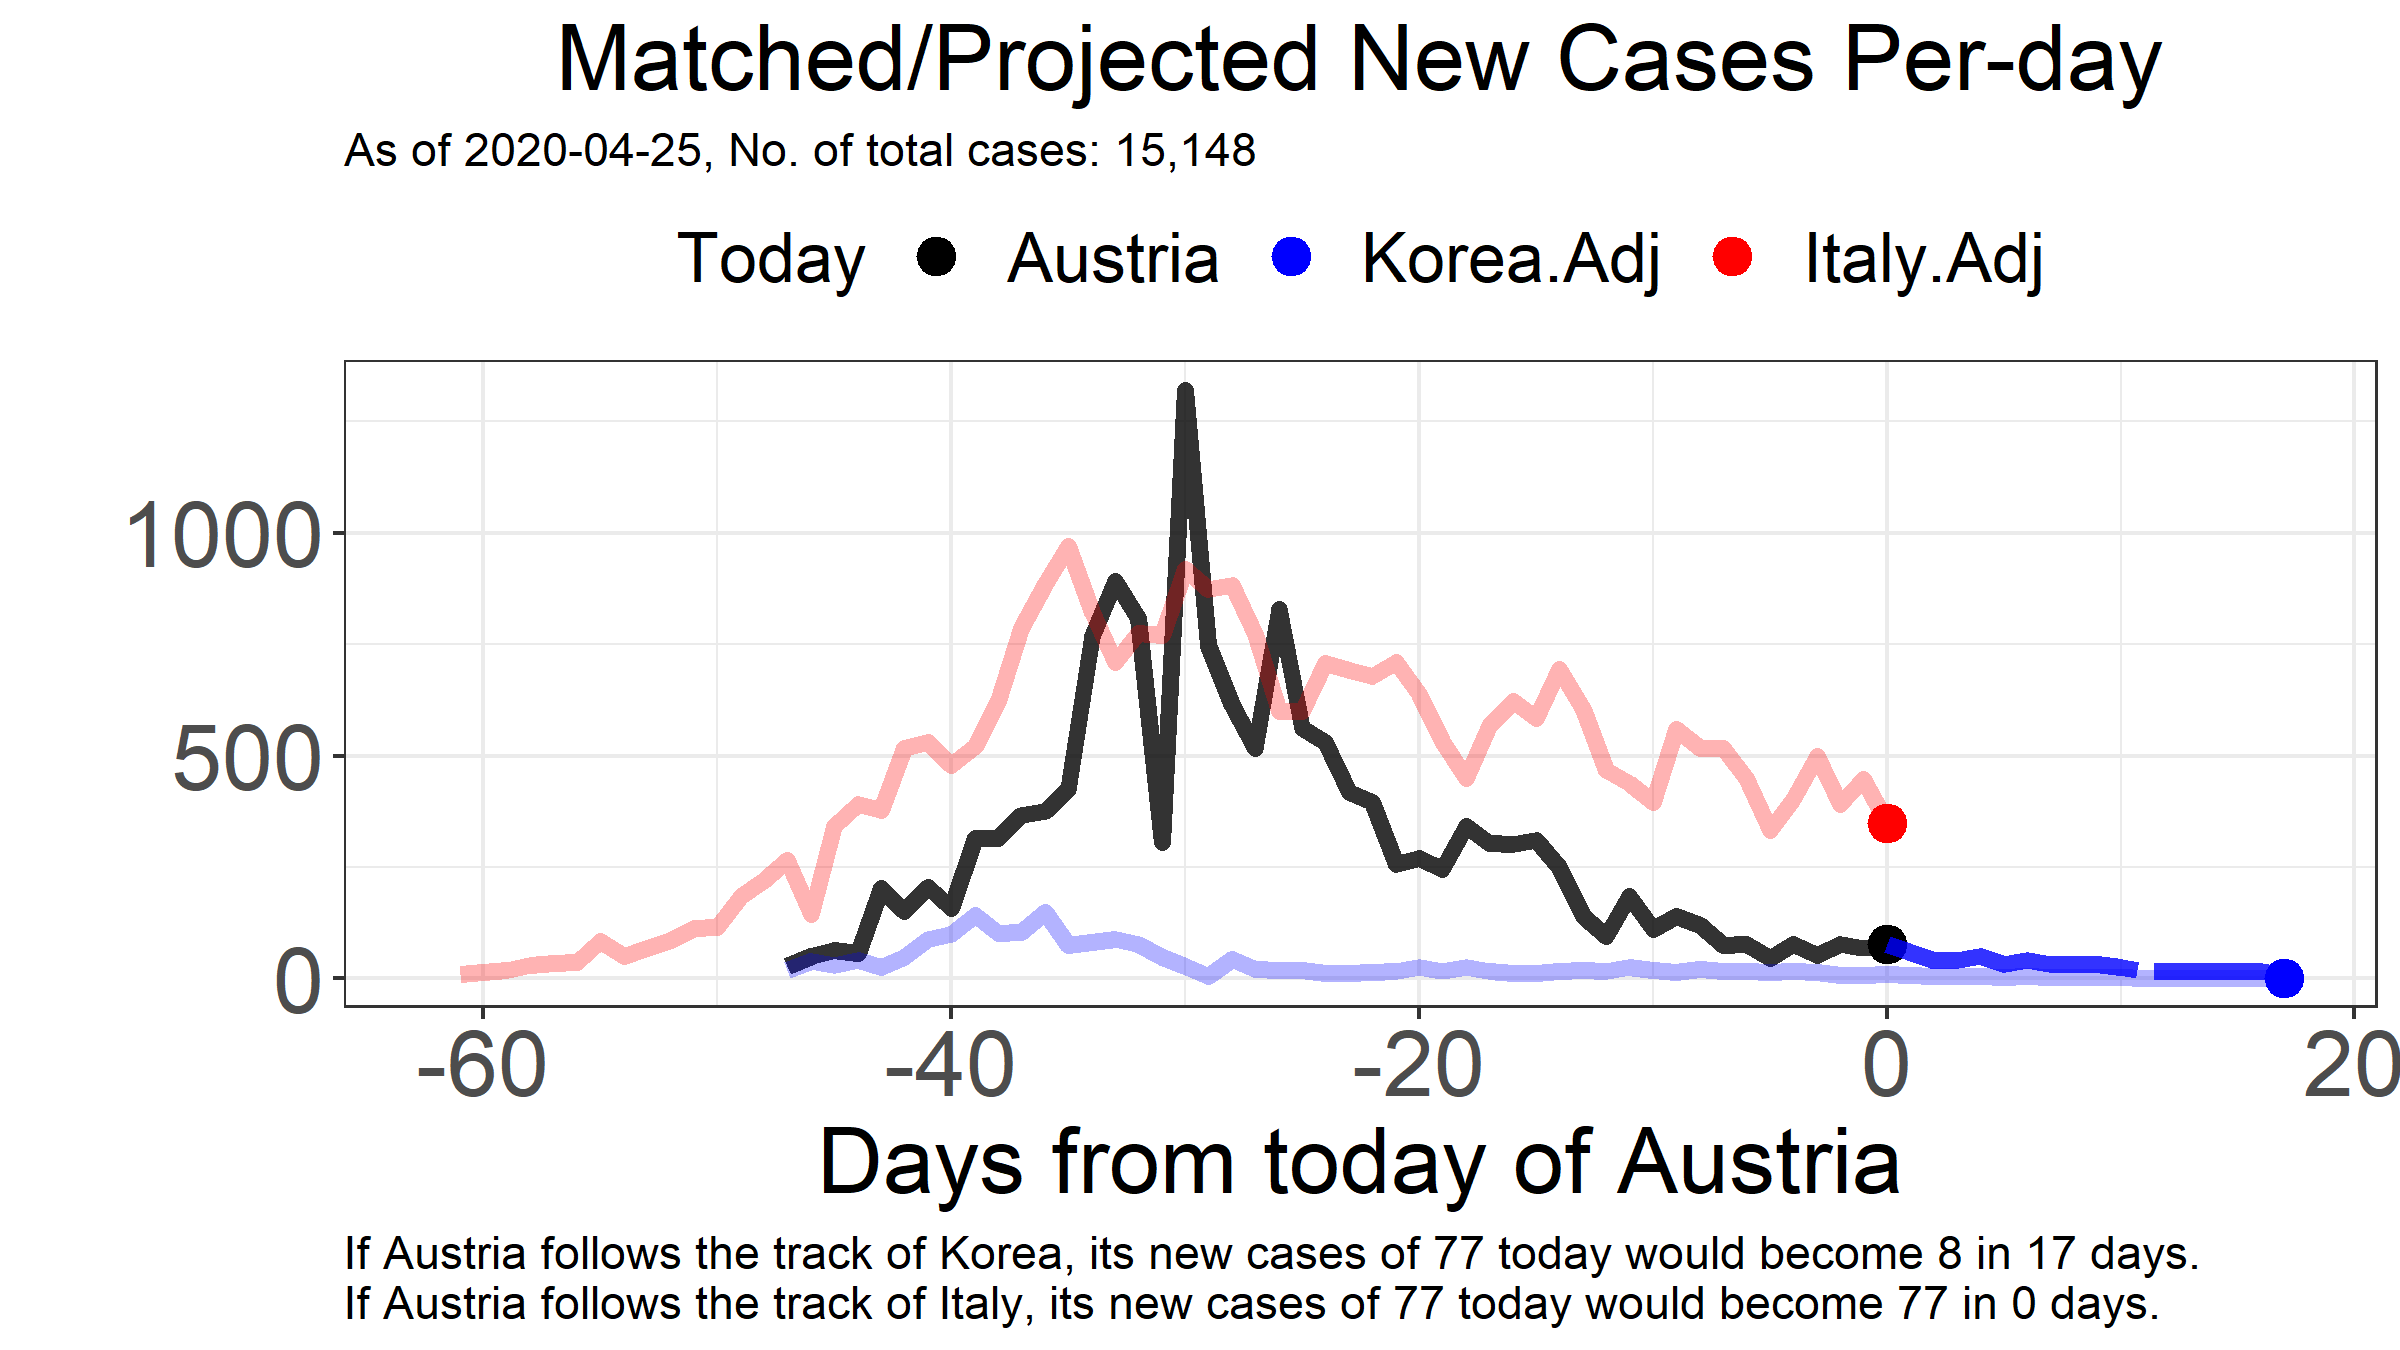 Matched/Projected New Cases Per-day
As of 2020-04-25, No. of total cases: 15,148
Today Austria Korea.Adj Italy.Adj
1000
500
0
-60 -40 -20 0 20
Days from today of Austria
If Austria follows the track of Korea, its new cases of 77 today would become 8 in 17 days.
If Austria follows the track of Italy, its new cases of 77 today would become 77 in 0 days.